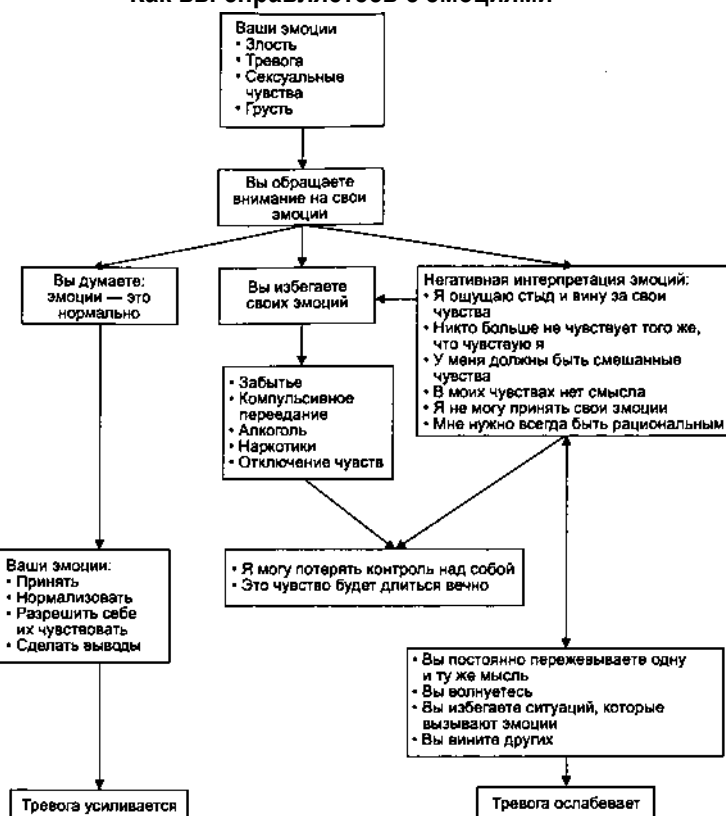 Как вы справляетесь с эмоциями
Ваши эмоции
• Злость
• Тревога
• Сексуальные
чувства
• Грусть
Вы обращаете
внимание на свои
эмоции
Вы думаете:
эмоции — это
нормально
Вы избегаете
своих эмоций
Негативная интерпретация эмоций:
• Я ощущаю стыд и вину за свои
чувства
• Никто больше не чувствует того же,
что чувствую я
• У меня должны быть смешанные
чувства
• В моих чувствах нет смысла
• Я не могу принять свои эмоции
• Мне нужно всегда быть рациональным
• Забытье
• Компульсивное
переедание
• Алкоголь
• Наркотики
• Отключение чувств
Ваши эмоции:
• Принять
• Нормализовать
• Разрешить себе
их чувствовать
• Сделать выводы
• Я могу потерять контроль над собой
• Это чувство будет длиться вечно
• Вы постоянно пережевываете одну
и ту же мысль
• Вы волнуетесь
• Вы избегаете ситуаций, которые
вызывают эмоции
• Вы вините других
Тревога усиливается
Тревога ослабевает